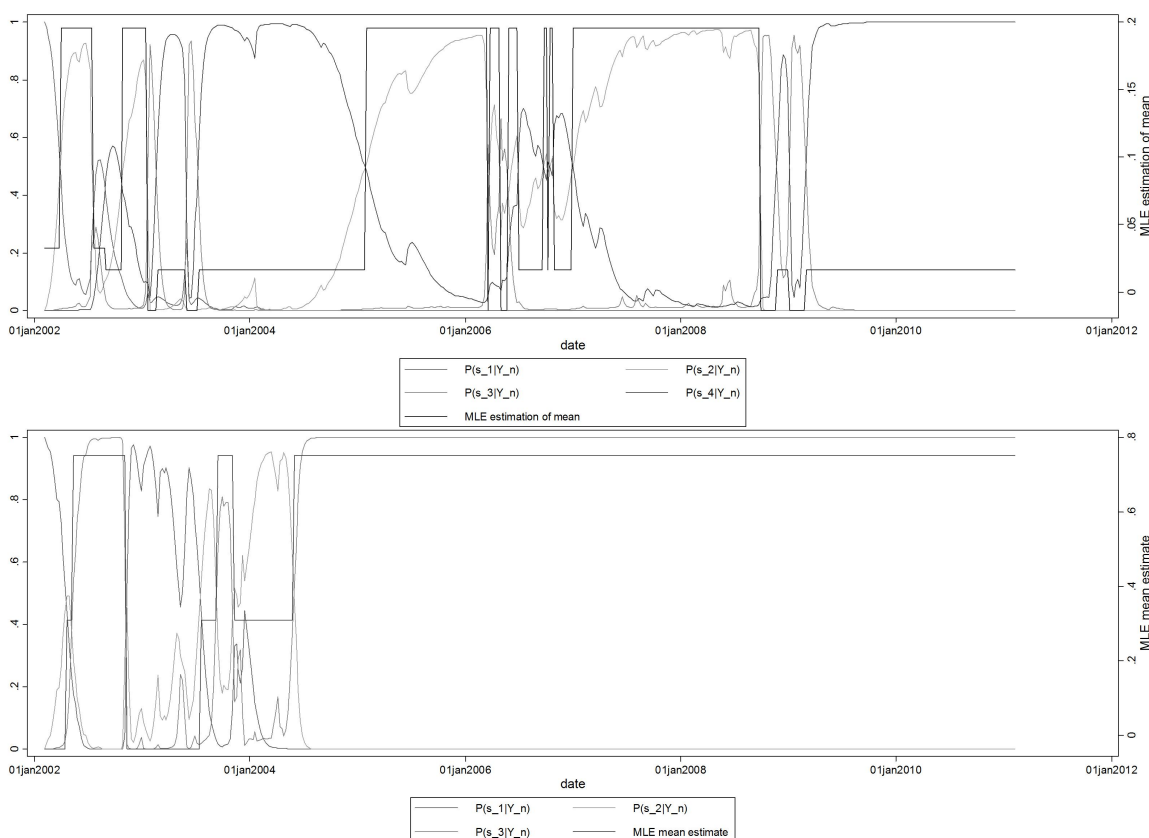 1
.8
.6
.4
.2
0
.2
.15
.1
.05
0
MLE estimation of mean
01jan2002 01jan2004 01jan2006 01jan2008 01jan2010 01jan2012
date
P(s_1|Y_n) P(s_2|Y_n)
P(s_3|Y_n) P(s_4|Y_n)
MLE estimation of mean
1
.8
.6
.4
.2
0
.8
.6
.4
.2
0
MLE mean estimate
01jan2002 01jan2004 01jan2006 01jan2008 01jan2010 01jan2012
date
P(s_1|Y_n) P(s_2|Y_n)
P(s_3|Y_n) MLE mean estimate